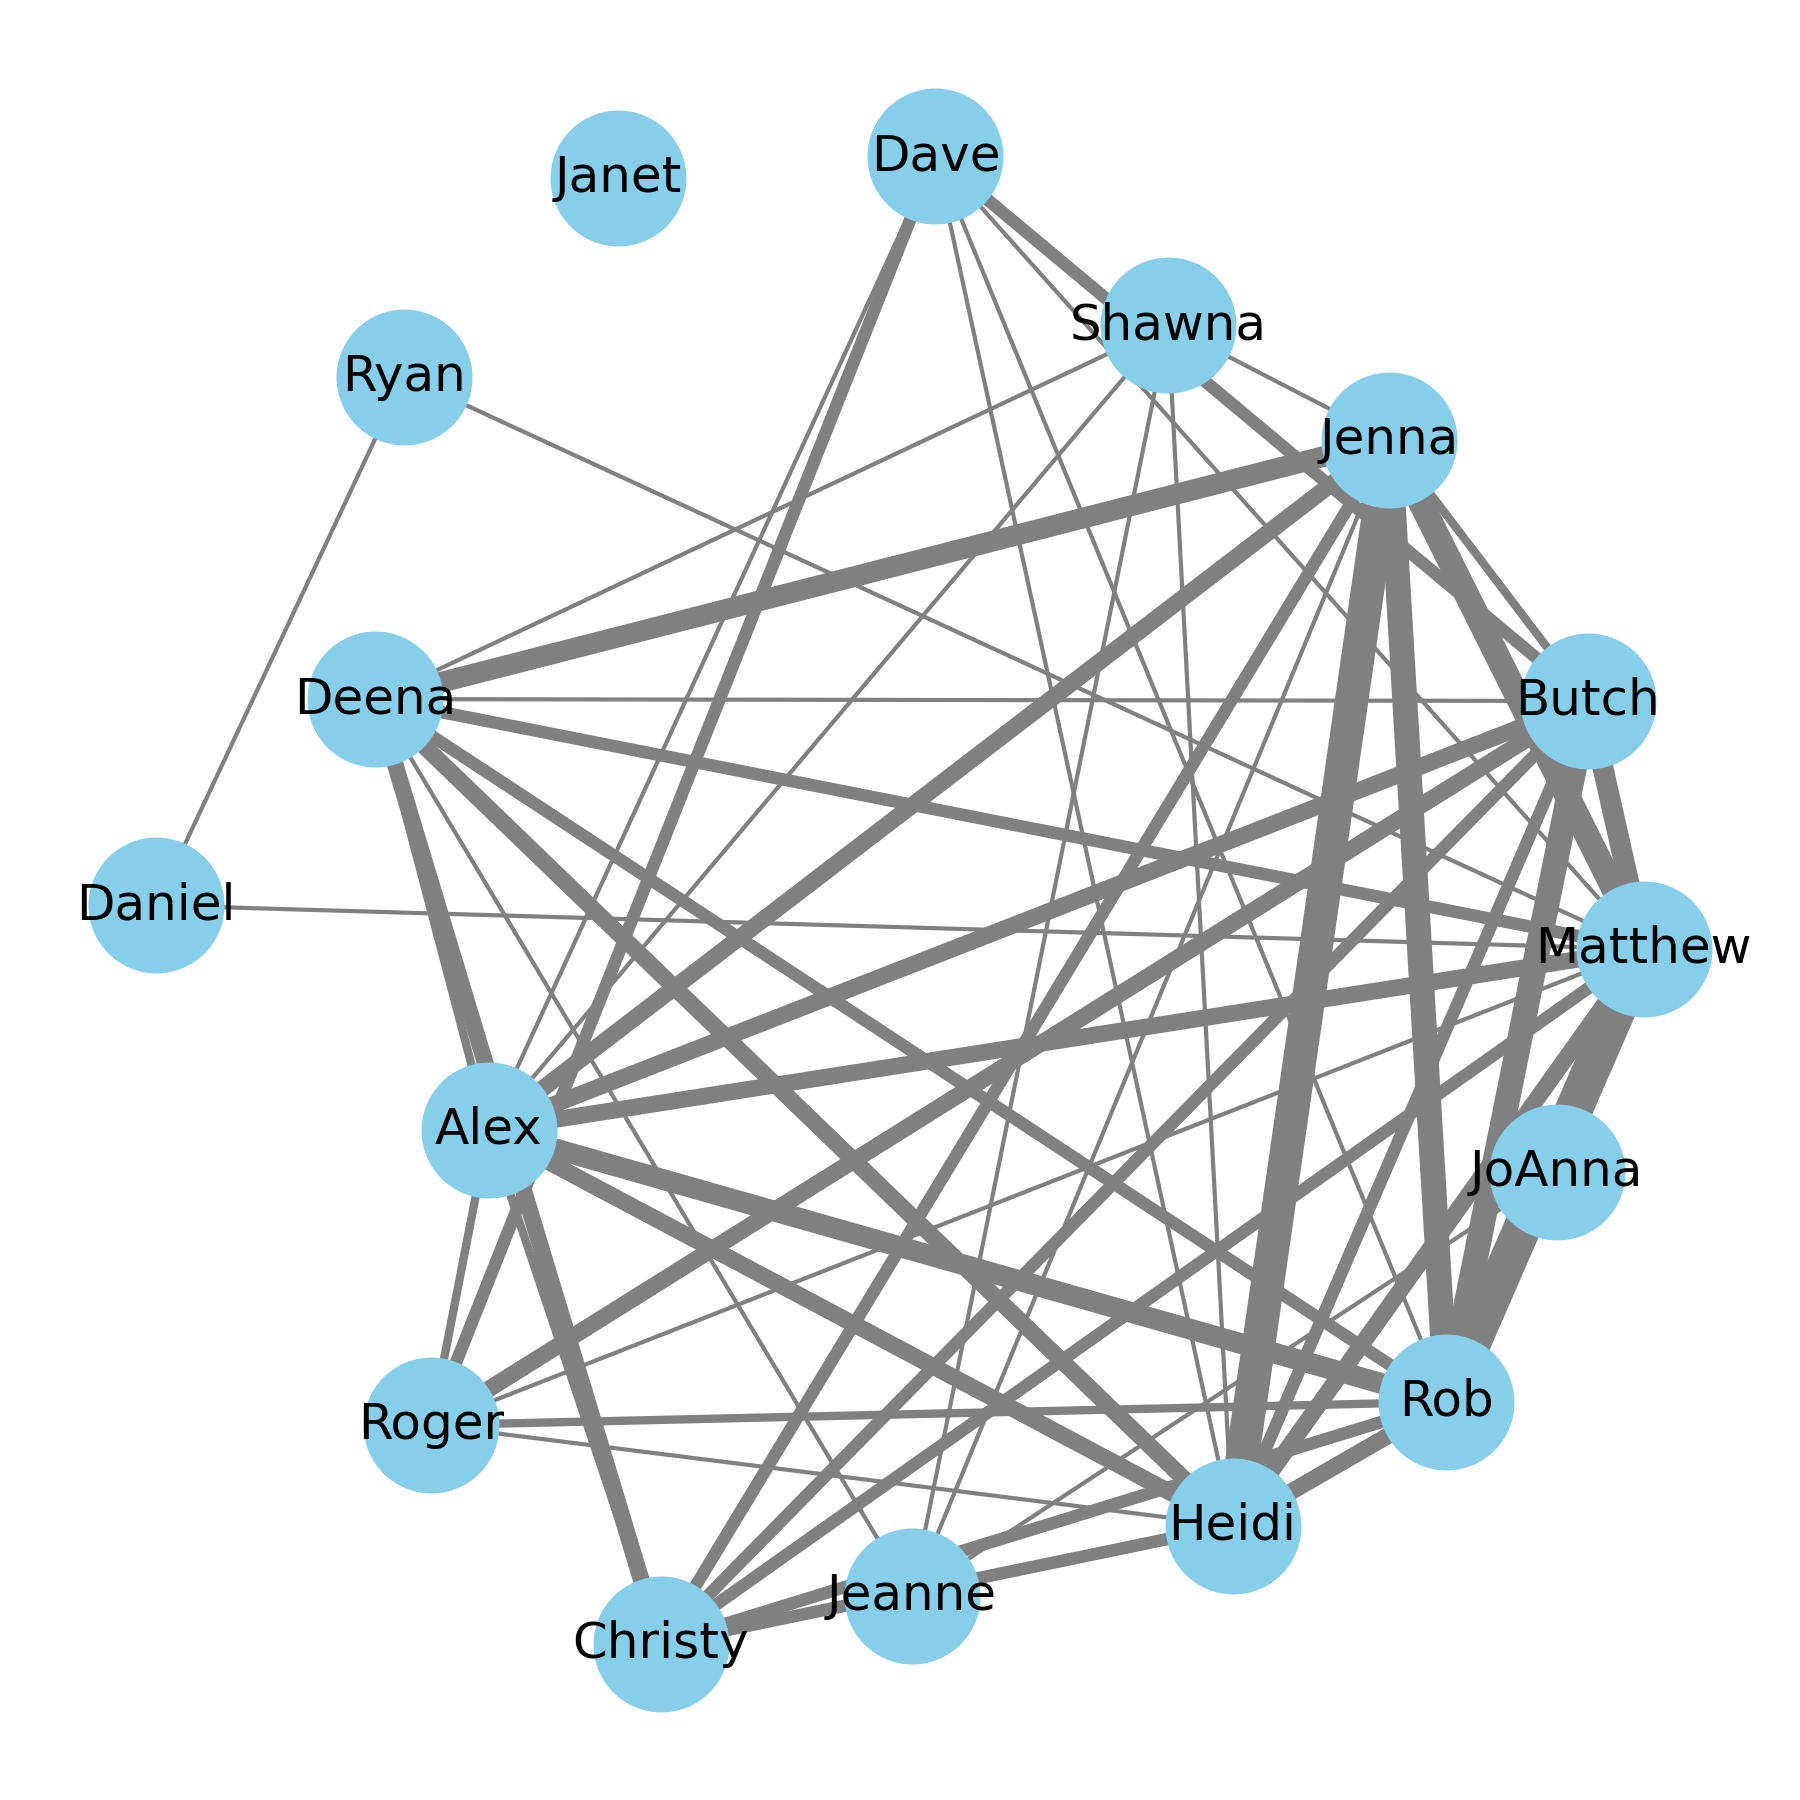 Dave
Janet
Shawna
Ryan
Jenna
Deena
Butch
Daniel
Matthew
Alex
JoAnna
Rob
Roger
Heidi
Jeanne
Christy